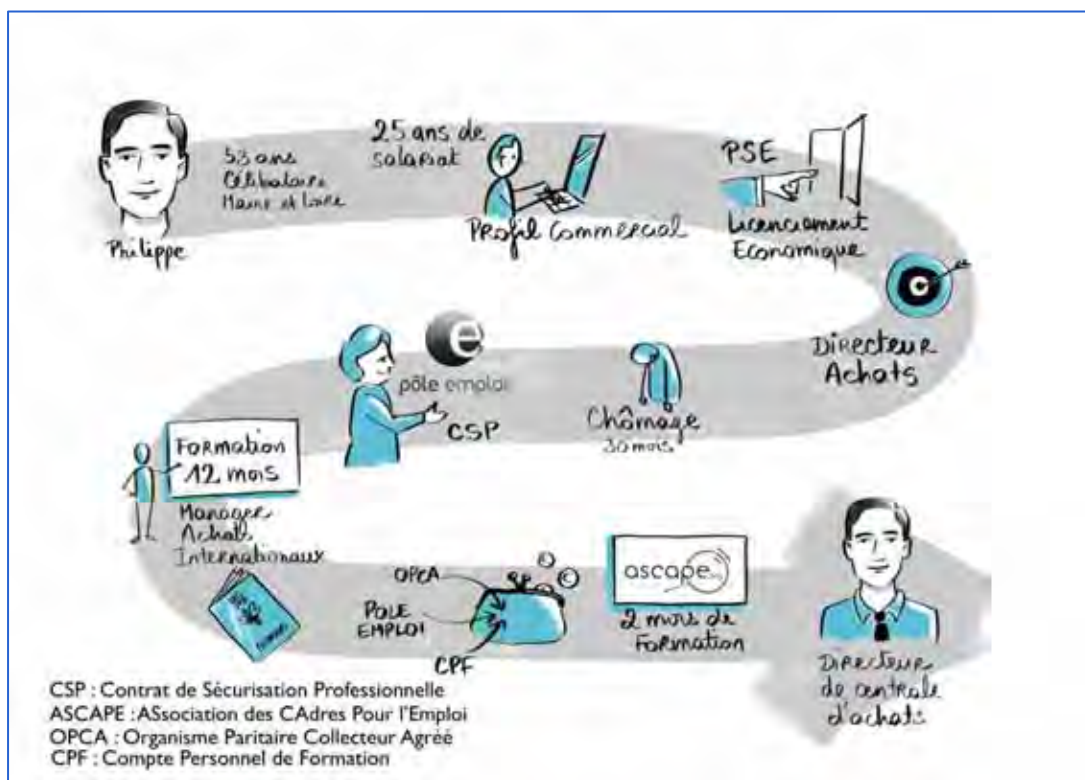 Philippe
53 ans
Célibataire
Maine et Loire
25 ans de
salariat
Profil Commercial
PSE
Licenciement
Economique
Directeur
Achats
Chômage
30 mois
e
pôle emploi
CSP
Formation
12 mois
Manager
Achats
Internationaux
OPCA
POLE
EMPLOI
CPF
ascape
2 mois de
Formation
Directeur
de centrale
d'achats
CSP : Contrat de Sécurisation Professionnelle
ASCAPE : ASsociation des CAdres Pour l'Emploi
OPCA : Organisme Paritaire Collecteur Agréé
CPF : Compte Personnel de Formation